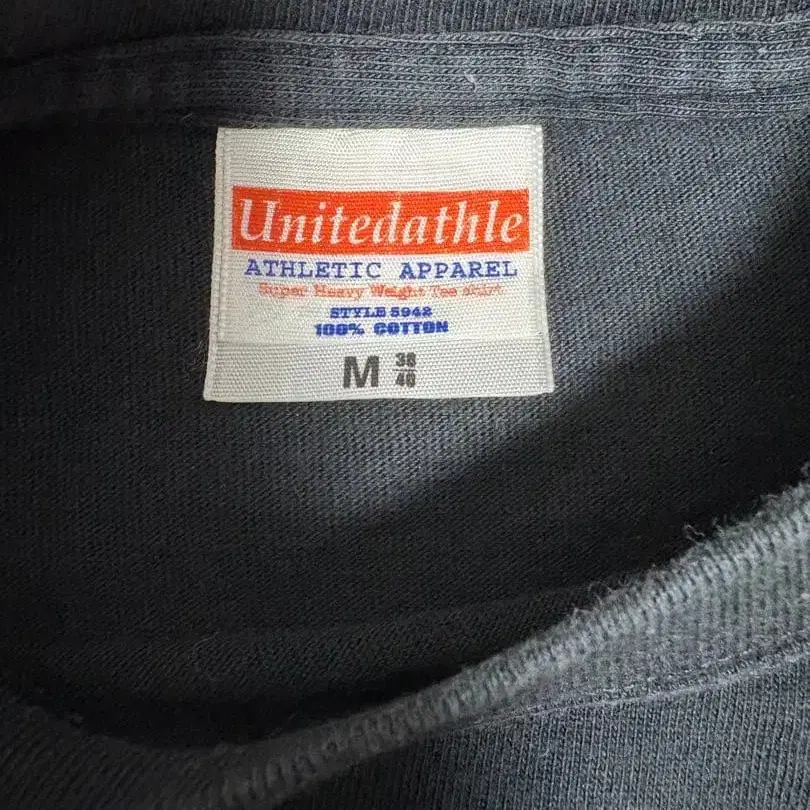 Unitedathle
ATHLETIC APPAREL
Super Heavy Weight Tee Shirt
STYLE 5942
100% COTTON
M 38
40